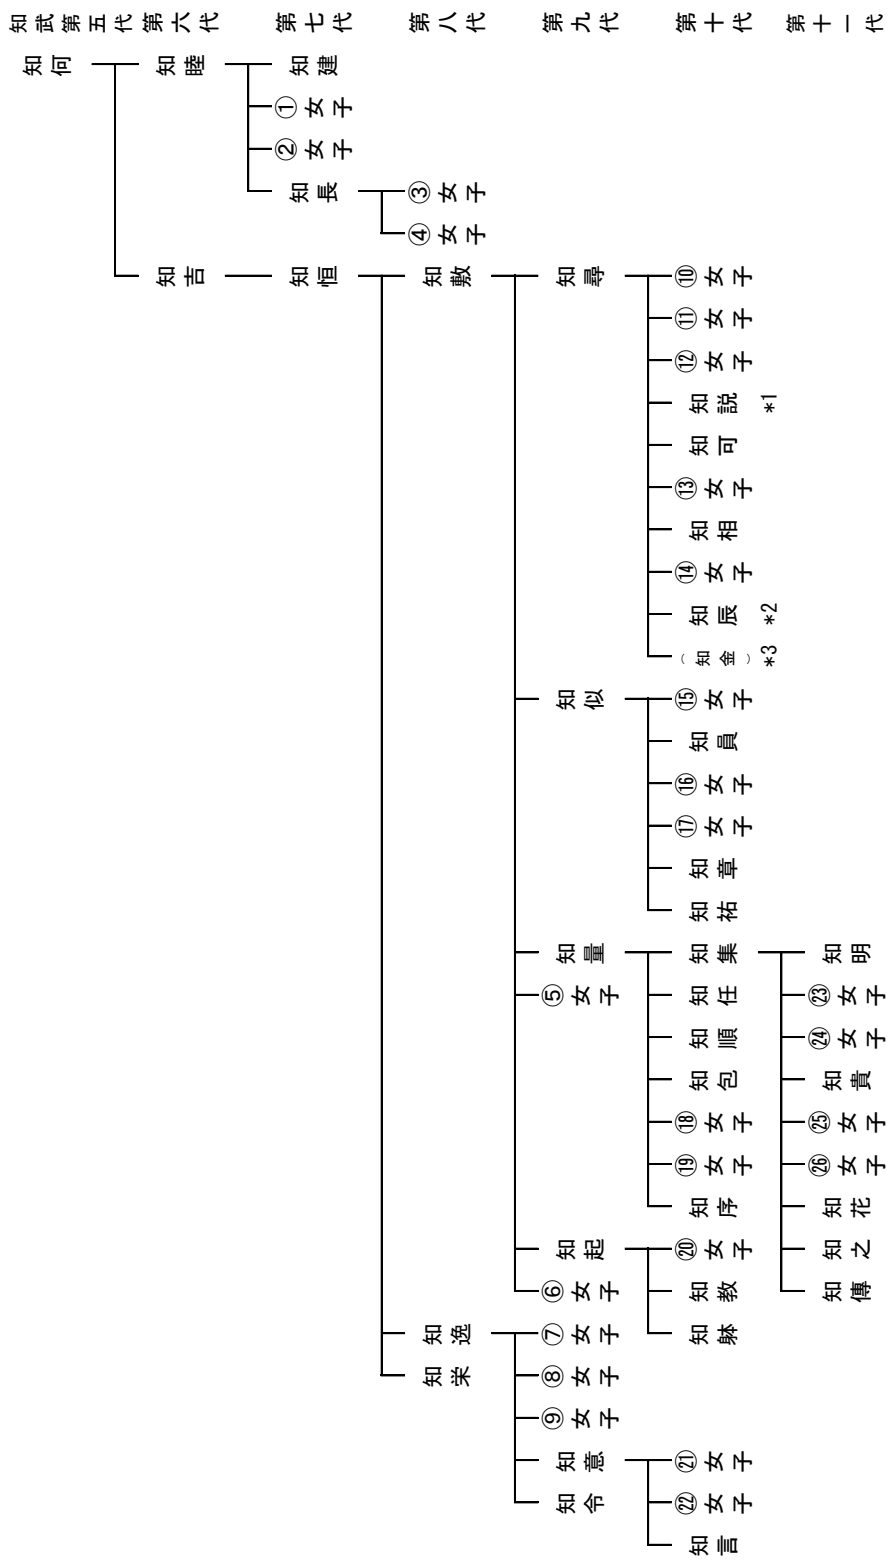 知武第五代 第六代 第七代 第八代 第九代 第十代 第十一代
知何 知睦 知建
①女子
②女子
知長 ③女子
④女子
知吉 知恒 知敷 知尋 ⑩女子
⑪女子
⑫女子
知説 *1
知可
⑬女子
知相
⑭女子
知辰 *2
(知金) *3
知似 ⑮女子
知員
⑯女子
⑰女子
知章
知祐
知量 知集 知明
⑤女子 知任 ㉓女子
知順 ㉔女子
知包 知貴
⑱女子 ㉕女子
⑲女子 ㉖女子
知序 知花
知起 ⑳女子 知之
⑥女子 知教 知傳
知逸 ⑦女子 知躰
知栄 ⑧女子
⑨女子
知意 ㉑女子
知令 ㉒女子
知言